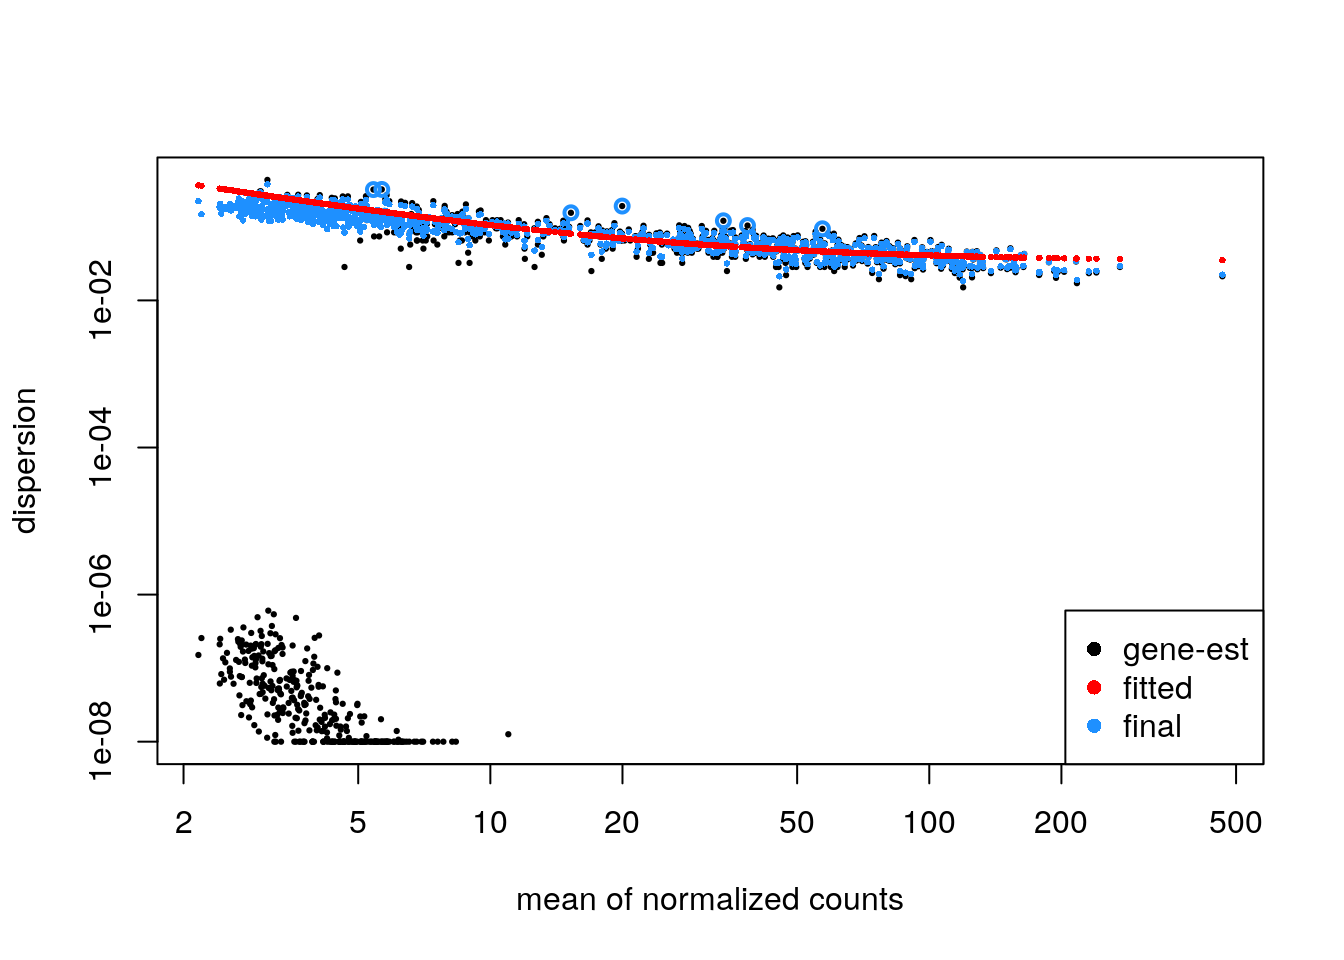 dispersion
1e-02
1e-04
1e-06
1e-08
gene-est
fitted
final
2 5 10 20 50 100 200 500
mean of normalized counts